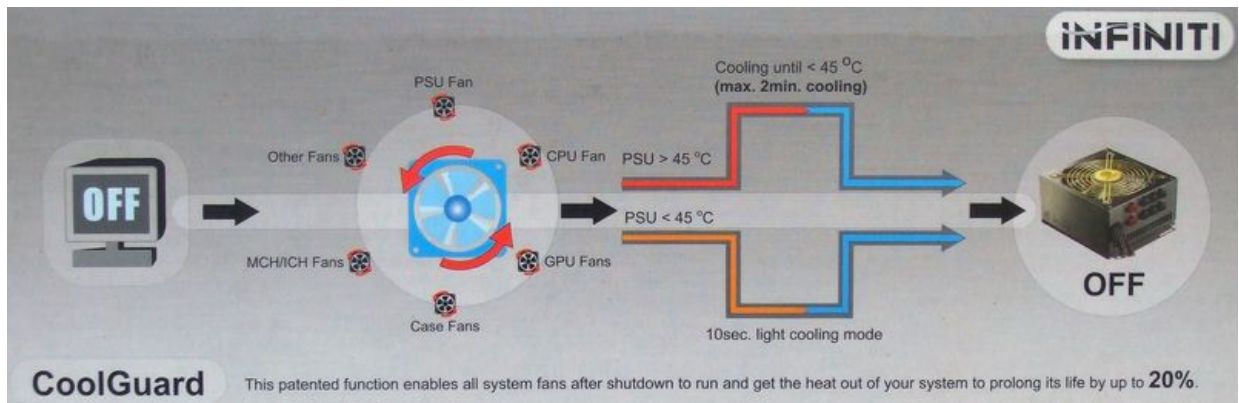 INFINITI
Cooling until < 45 °C
(max. 2min. cooling)
PSU Fan
Other Fans
CPU Fan
PSU > 45 °C
OFF
PSU < 45 °C
MCH/ICH Fans
GPU Fans
OFF
Case Fans
10sec. light cooling mode
CoolGuard
This patented function enables all system fans after shutdown to run and get the heat out of your system to prolong its life by up to 20%.